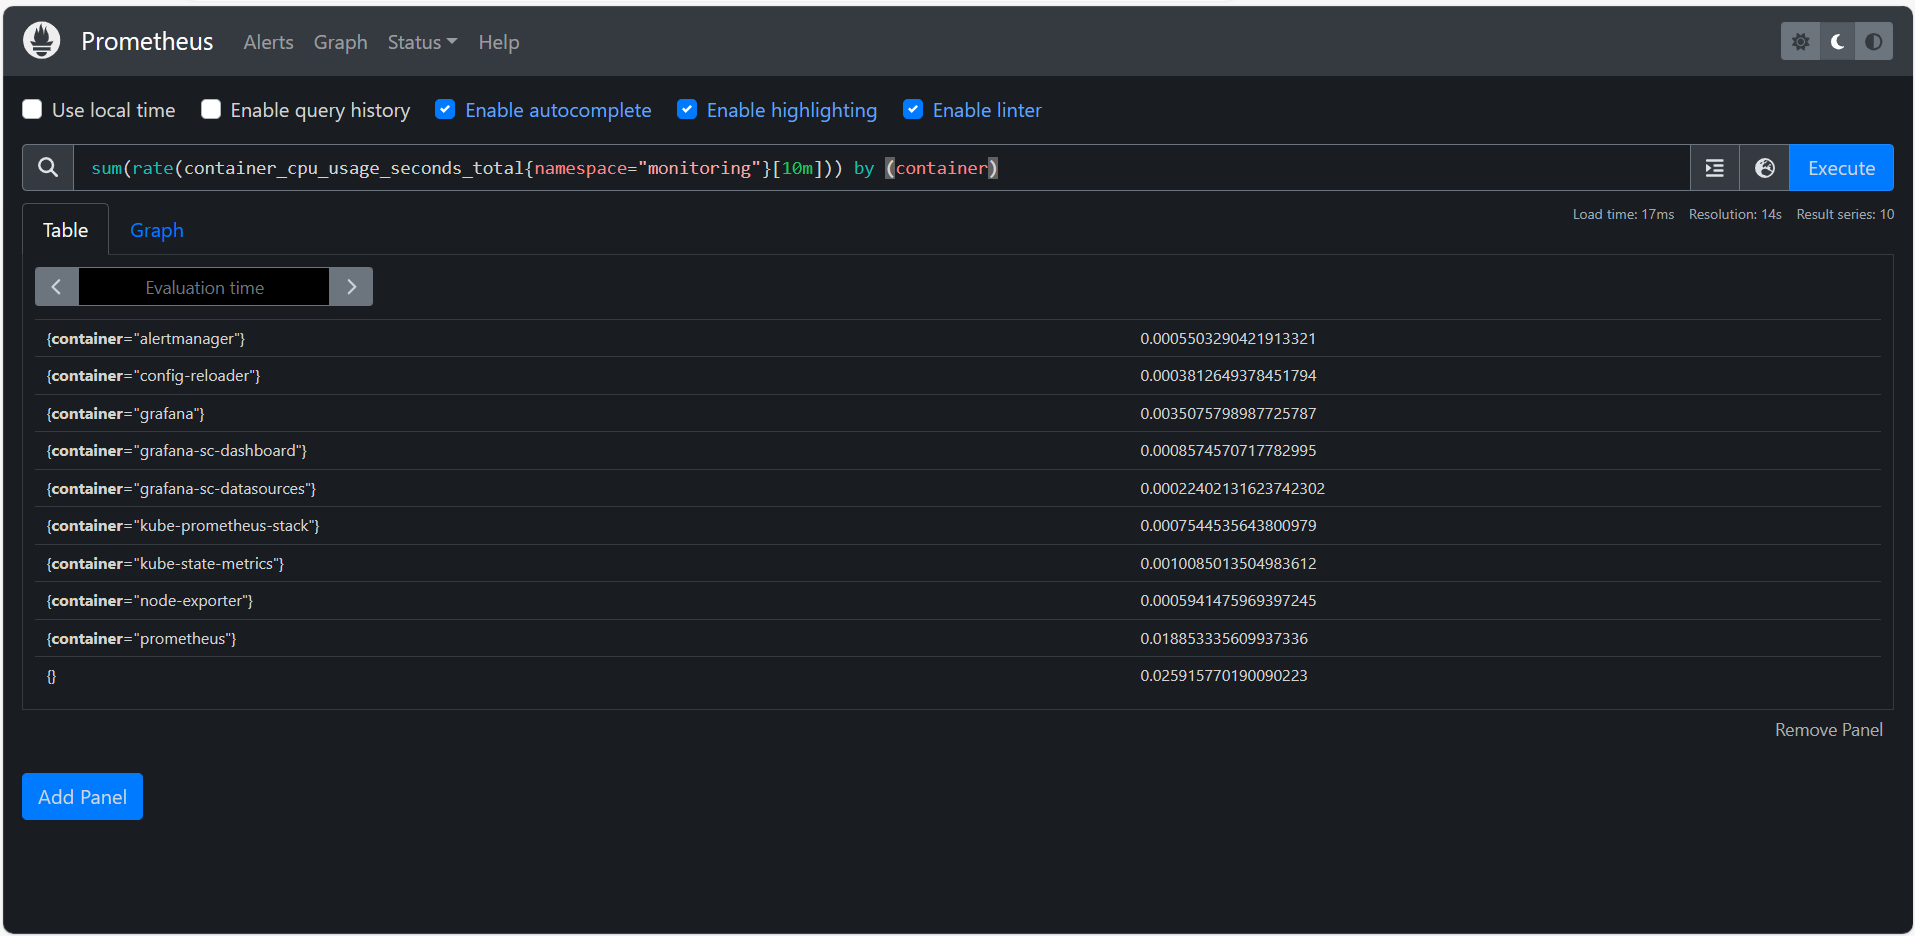 Prometheus Alerts Graph Status Help
Use local time Enable query history Enable autocomplete Enable highlighting Enable linter
sum(rate(container_cpu_usage_seconds_total{namespace="monitoring"}[10m])) by (container) Execute
Table Graph Load time: 17ms Resolution: 14s Result series: 10
Evaluation time
{container="alertmanager"} 0.0005503290421913321
{container="config-reloader"} 0.0003812649378451794
{container="grafana"} 0.0035075798987725787
{container="grafana-sc-dashboard"} 0.0008574570717782995
{container="grafana-sc-datasources"} 0.00022402131623742302
{container="kube-prometheus-stack"} 0.0007544535643800979
{container="kube-state-metrics"} 0.0010085013504983612
{container="node-exporter"} 0.0005941475969397245
{container="prometheus"} 0.018853335609937336
{} 0.025915770190090223
Remove Panel
Add Panel